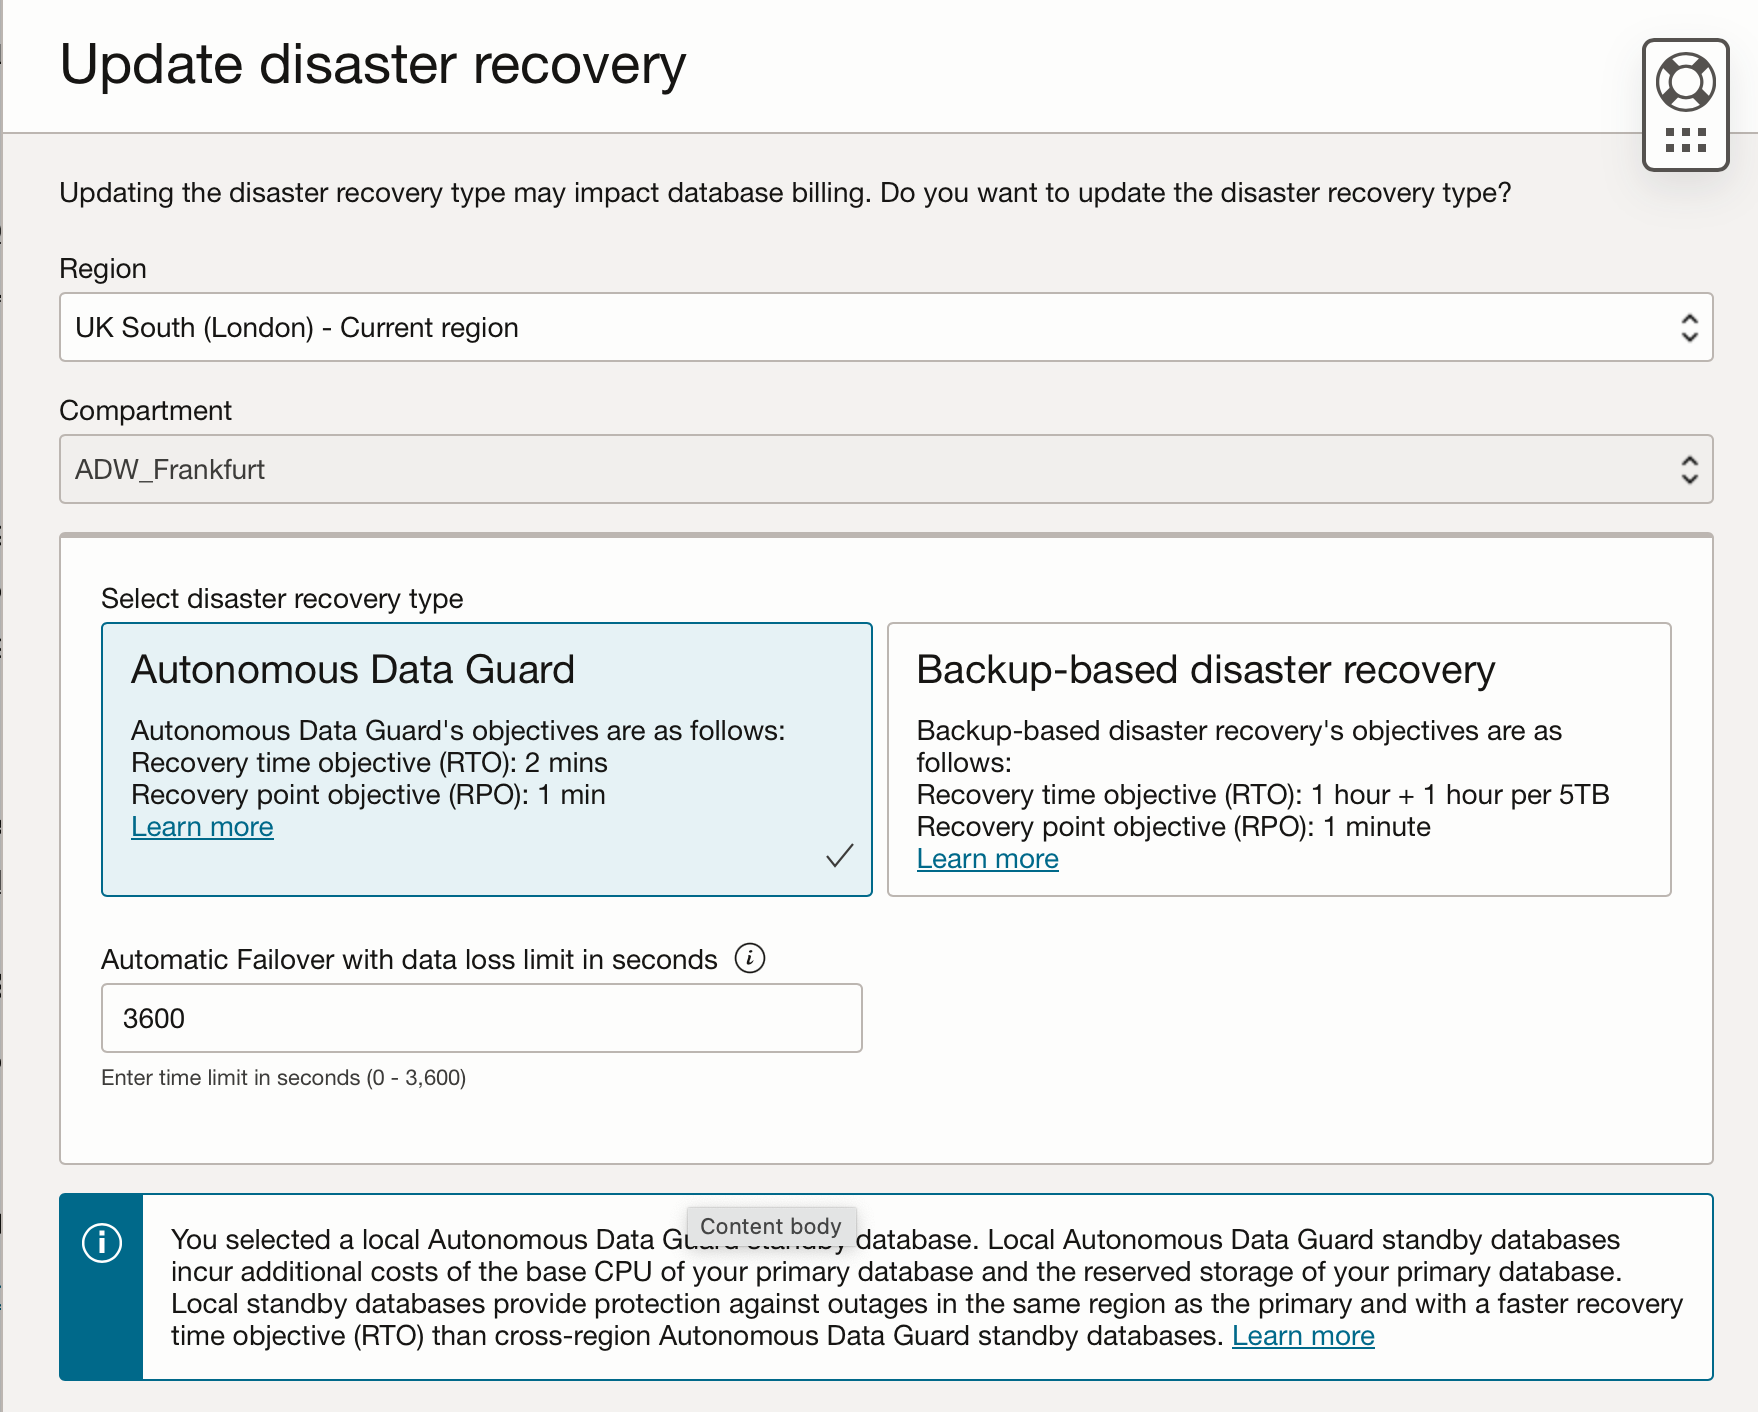 Update disaster recovery
Updating the disaster recovery type may impact database billing. Do you want to update the disaster recovery type?
Region
UK South (London) - Current region
Compartment
ADW_Frankfurt
Select disaster recovery type
Autonomous Data Guard
Autonomous Data Guard's objectives are as follows:
Recovery time objective (RTO): 2 mins
Recovery point objective (RPO): 1 min
Learn more
Backup-based disaster recovery
Backup-based disaster recovery's objectives are as
follows:
Recovery time objective (RTO): 1 hour + 1 hour per 5TB
Recovery point objective (RPO): 1 minute
Learn more
Automatic Failover with data loss limit in seconds
3600
Enter time limit in seconds (0 - 3,600)
Content body
You selected a local Autonomous Data Guard standby database. Local Autonomous Data Guard standby databases
incur additional costs of the base CPU of your primary database and the reserved storage of your primary database.
Local standby databases provide protection against outages in the same region as the primary and with a faster recovery
time objective (RTO) than cross-region Autonomous Data Guard standby databases. Learn more